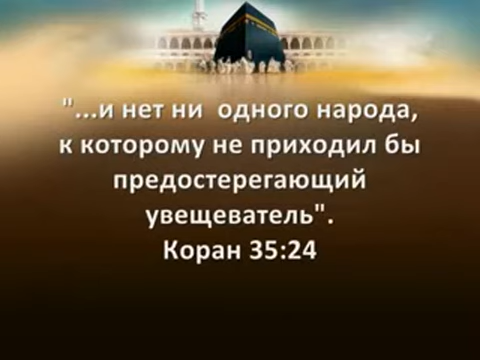 "...и нет ни одного народа,
к которому не приходил бы
предостерегающий
увещеватель".
Коран 35:24